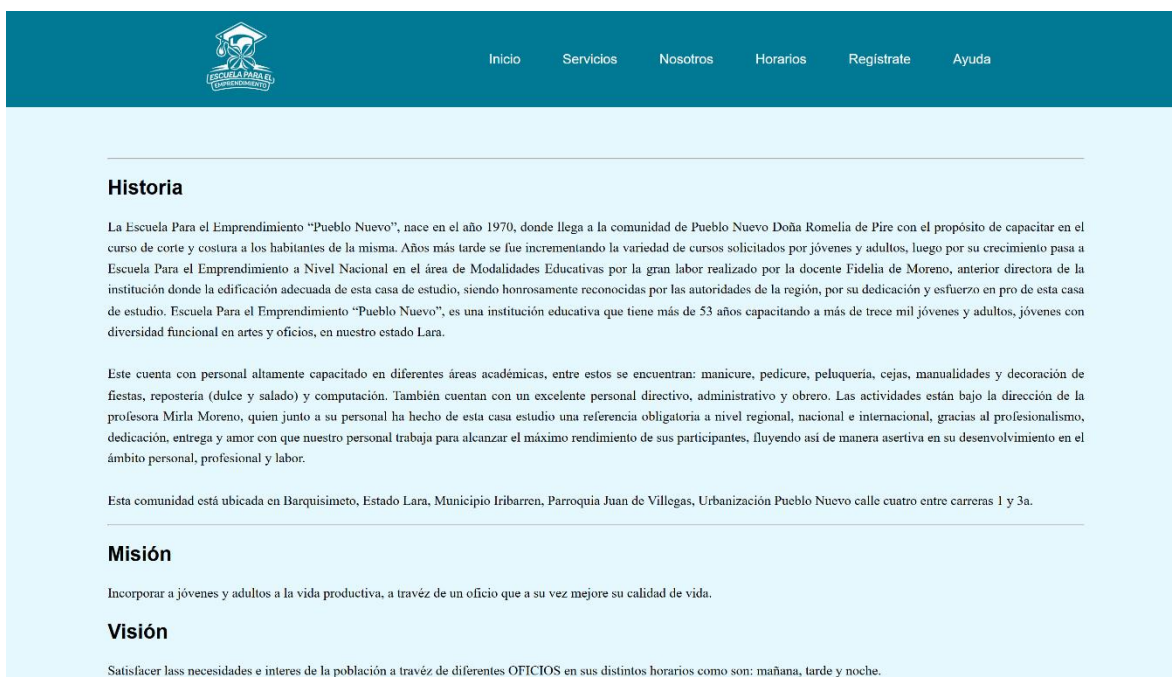 ESCUELA PARA EL
EMPRENDIMIENTO
Inicio Servicios Nosotros Horarios Regístrate Ayuda
Historia
La Escuela Para el Emprendimiento “Pueblo Nuevo”, nace en el año 1970, donde llega a la comunidad de Pueblo Nuevo Doña Romelia de Pire con el propósito de capacitar en el
curso de corte y costura a los habitantes de la misma. Años más tarde se fue incrementando la variedad de cursos solicitados por jóvenes y adultos, luego por su crecimiento pasa a
Escuela Para el Emprendimiento a Nivel Nacional en el área de Modalidades Educativas por la gran labor realizado por la docente Fidelia de Moreno, anterior directora de la
institución donde la edificación adecuada de esta casa de estudio, siendo honrosamente reconocidas por las autoridades de la región, por su dedicación y esfuerzo en pro de esta casa
de estudio. Escuela Para el Emprendimiento “Pueblo Nuevo”, es una institución educativa que tiene más de 53 años capacitando a más de trece mil jóvenes y adultos, jóvenes con
diversidad funcional en artes y oficios, en nuestro estado Lara.
Este cuenta con personal altamente capacitado en diferentes áreas académicas, entre estos se encuentran: manicure, pedicure, peluquería, cejas, manualidades y decoración de
fiestas, repostería (dulce y salado) y computación. También cuentan con un excelente personal directivo, administrativo y obrero. Las actividades están bajo la dirección de la
profesora Mirla Moreno, quien junto a su personal ha hecho de esta casa estudio una referencia obligatoria a nivel regional, nacional e internacional, gracias al profesionalismo,
dedicación, entrega y amor con que nuestro personal trabaja para alcanzar el máximo rendimiento de sus participantes, fluyendo así de manera asertiva en su desenvolvimiento en el
ámbito personal, profesional y labor.
Esta comunidad está ubicada en Barquisimeto, Estado Lara, Municipio Iribarren, Parroquia Juan de Villegas, Urbanización Pueblo Nuevo calle cuatro entre carreras 1 y 3a.
Misión
Incorporar a jóvenes y adultos a la vida productiva, a travéz de un oficio que a su vez mejore su calidad de vida.
Visión
Satisfacer lass necesidades e interes de la población a travéz de diferentes OFICIOS en sus distintos horarios como son: mañana, tarde y noche.